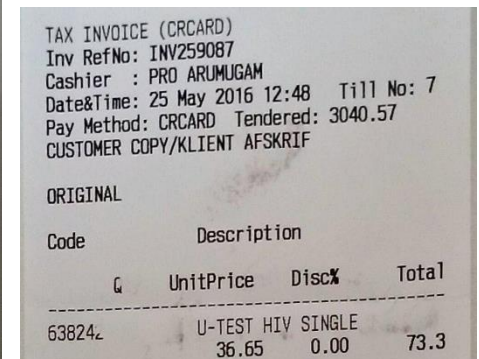 TAX INVOICE (CRCARD)
Inv RefNo: INV259087
Cashier : PRO ARUMUGAM
Date&Time: 25 May 2016 12:48 Till No: 7
Pay Method: CRCARD Tendered: 3040.57
CUSTOMER COPY/KLIENT AFSKRIF
ORIGINAL
Code Description
Q UnitPrice Disc% Total
--------------------------------
638242 U-TEST HIV SINGLE
36.65 0.00 73.3